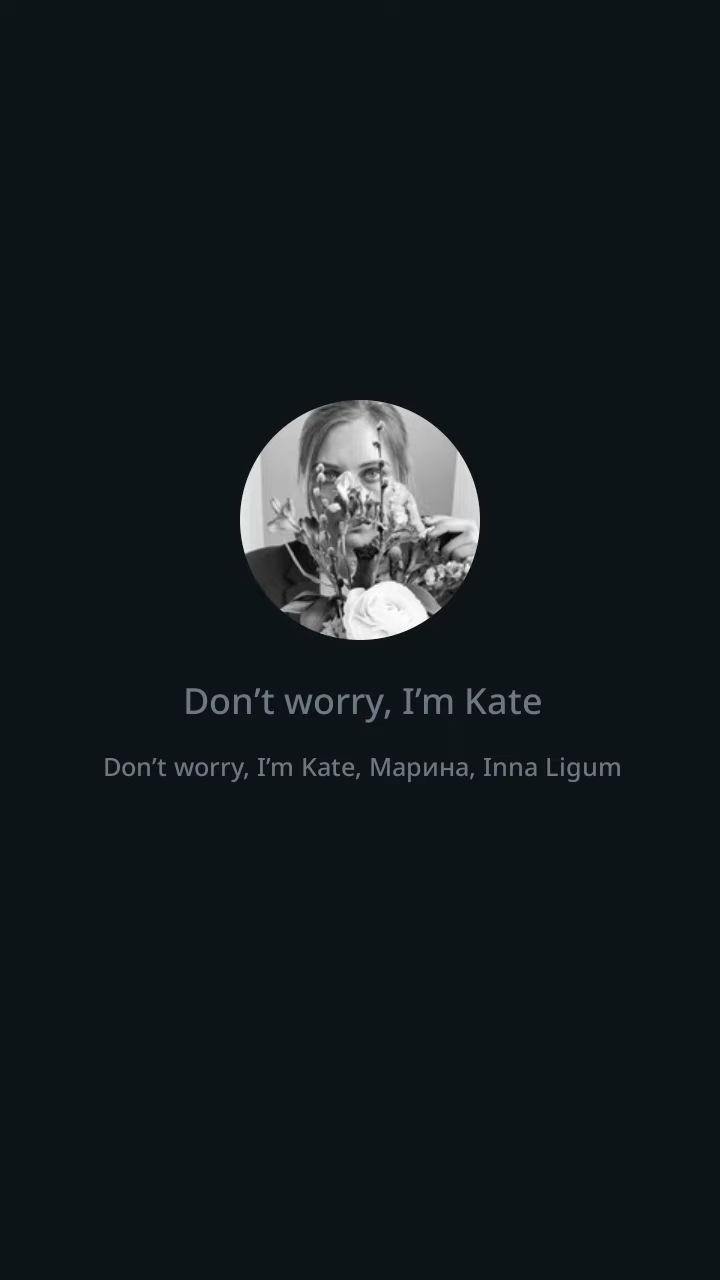 Don’t worry, I’m Kate
Don’t worry, I’m Kate, Марина, Inna Ligum